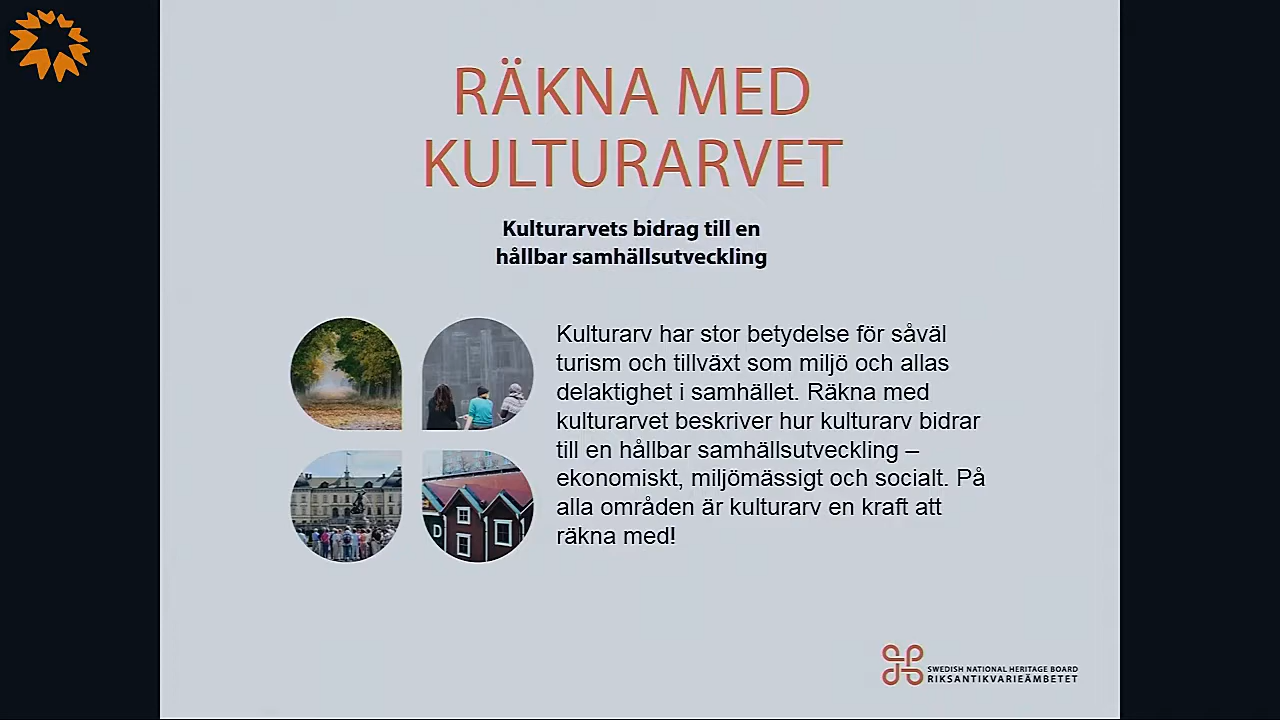 RÄKNA MED
KULTURARVET
Kulturarvets bidrag till en
hållbar samhällsutveckling
Kulturarv har stor betydelse för såväl
turism och tillväxt som miljö och allas
delaktighet i samhället. Räkna med
kulturarvet beskriver hur kulturarv bidrar
till en hållbar samhällsutveckling –
ekonomiskt, miljömässigt och socialt. På
alla områden är kulturarv en kraft att
räkna med!
D
SWEDISH NATIONAL HERITAGE BOARD
RIKSANTIKVARIEÄMBETET